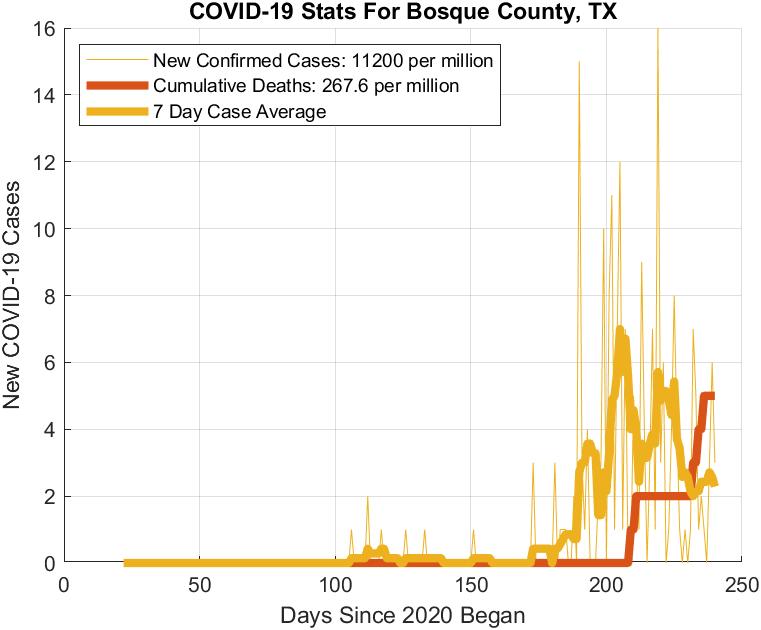 COVID-19 Stats For Bosque County, TX
New Confirmed Cases: 11200 per million
Cumulative Deaths: 267.6 per million
7 Day Case Average
New COVID-19 Cases
16
14
12
10
8
6
4
2
0
0 50 100 150 200 250
Days Since 2020 Began